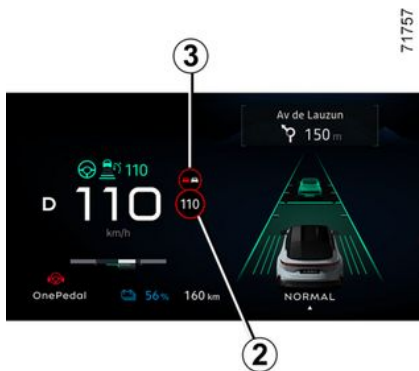 71757
3
Av de Lauzun
150 m
110
D
110
km/h
110
OnePedal
56%
160 km
NORMAL
2